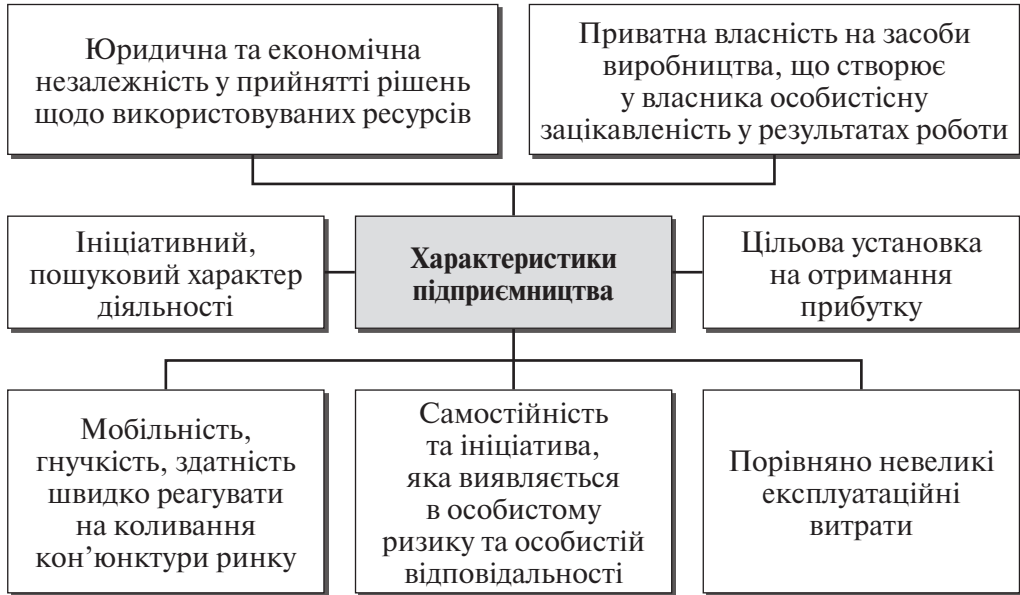 Юридична та економічна
незалежність у прийнятті рішень
щодо використовуваних ресурсів
Приватна власність на засоби
виробництва, що створює
у власника особистісну
зацікавленість у результатах роботи
Ініціативний,
пошуковий характер
діяльності
Характеристики
підприємництва
Цільова установка
на отримання
прибутку
Мобільність,
гнучкість, здатність
швидко реагувати
на коливання
кон’юнктури ринку
Самостійність
та ініціатива,
яка виявляється
в особистому
ризику та особистій
відповідальності
Порівняно невеликі
експлуатаційні
витрати